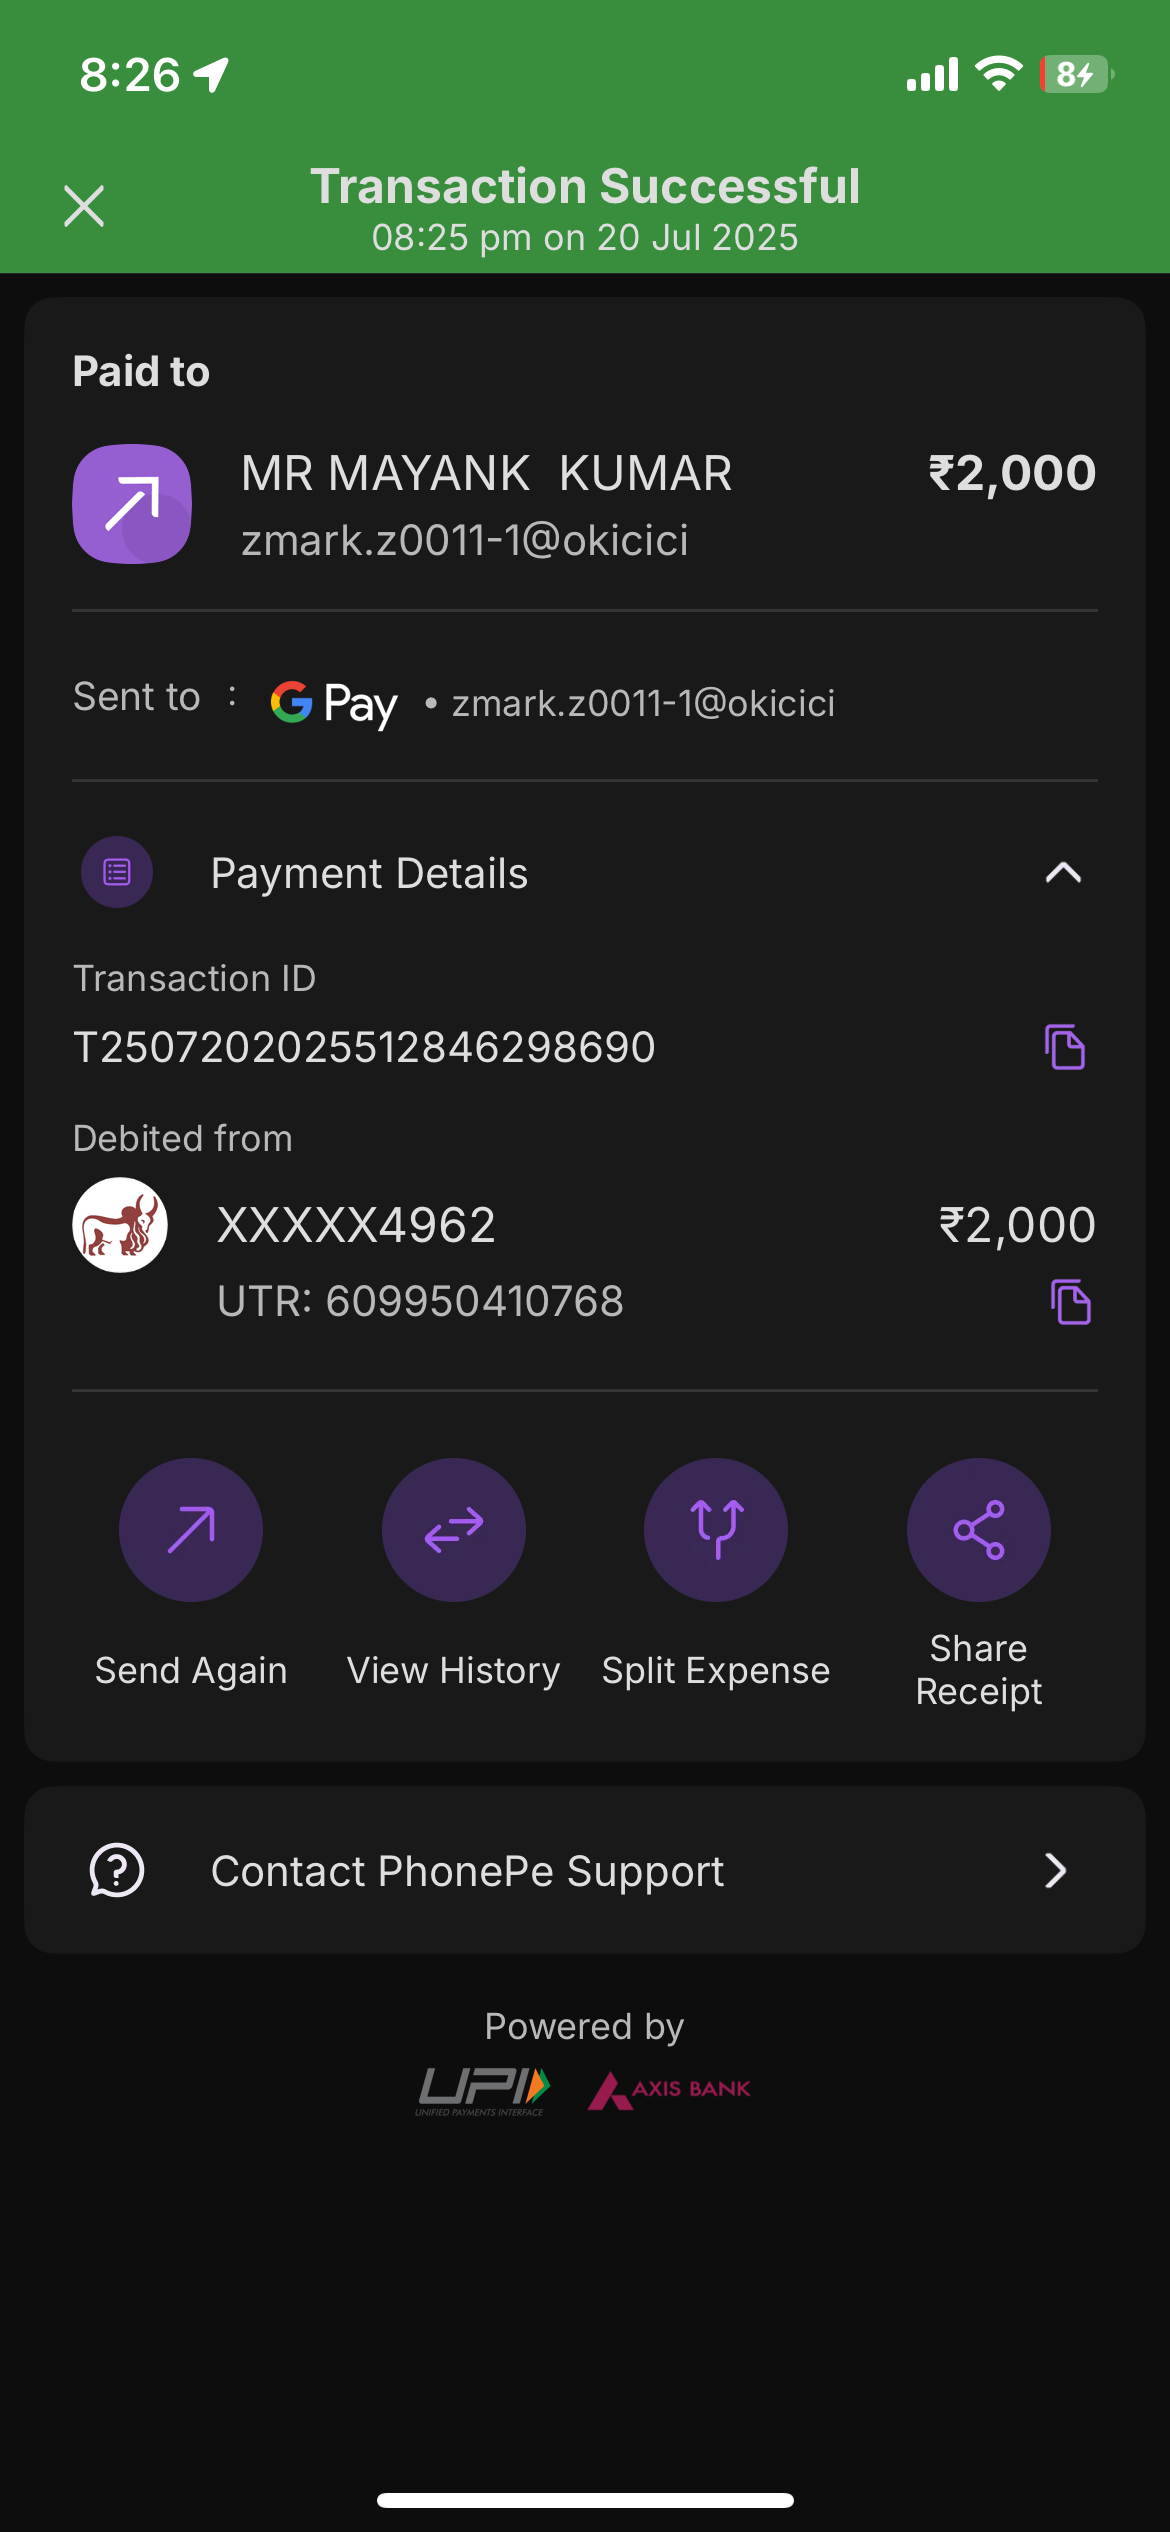 8:26
8
Transaction Successful
08:25 pm on 20 Jul 2025
Paid to
MR MAYANK  KUMAR
₹2,000
zmark.z0011-1@okicici
Sent to : G Pay • zmark.z0011-1@okicici
Payment Details
Transaction ID
T2507202025512846298690
Debited from
XXXXX4962
₹2,000
UTR: 609950410768
Send Again
View History
Split Expense
Share
Receipt
Contact PhonePe Support
Powered by
UPI
UNIFIED PAYMENTS INTERFACE
AXIS BANK